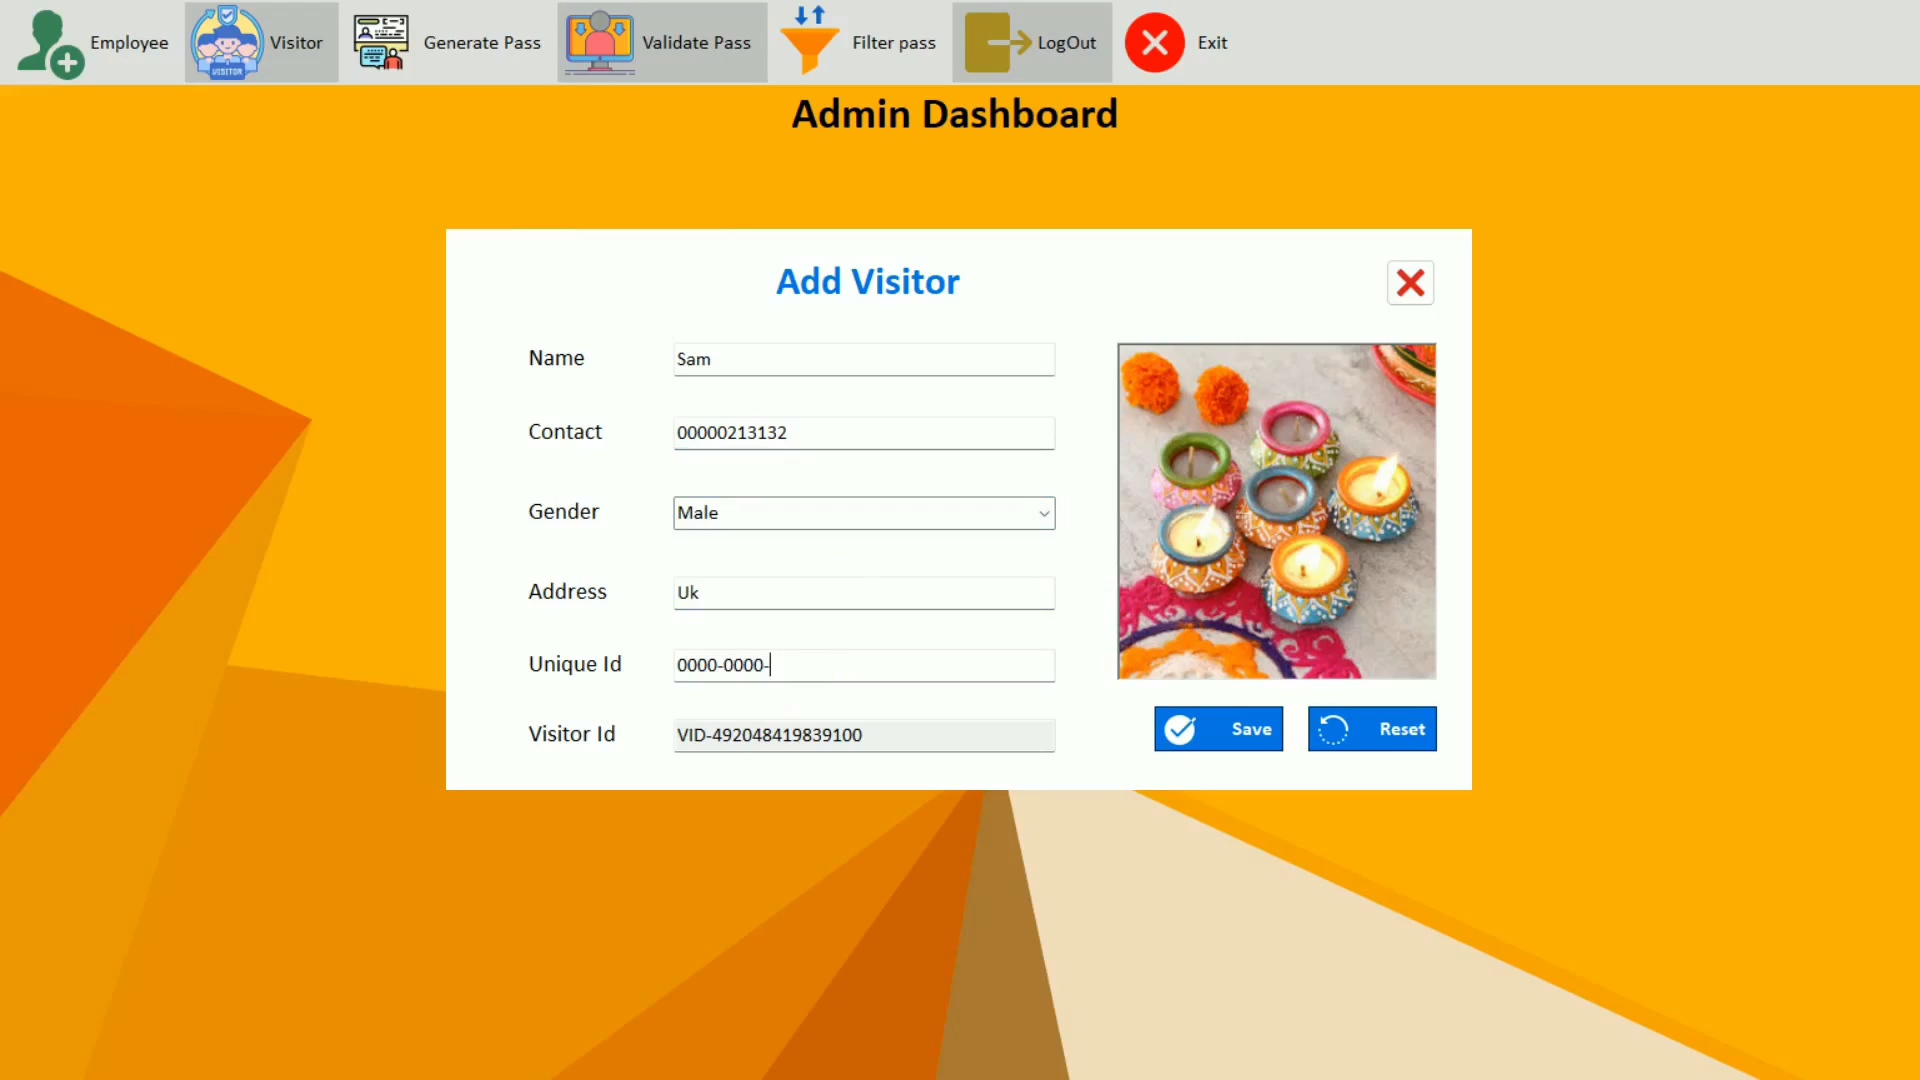 Employee
VISITOR
Visitor
Generate Pass
Validate Pass
Filter pass
LogOut
Exit
Admin Dashboard
Add Visitor
Name Sam
Contact 00000213132
Gender Male
Address Uk
Unique Id 0000-0000-
Visitor Id VID-492048419839100
Save
Reset